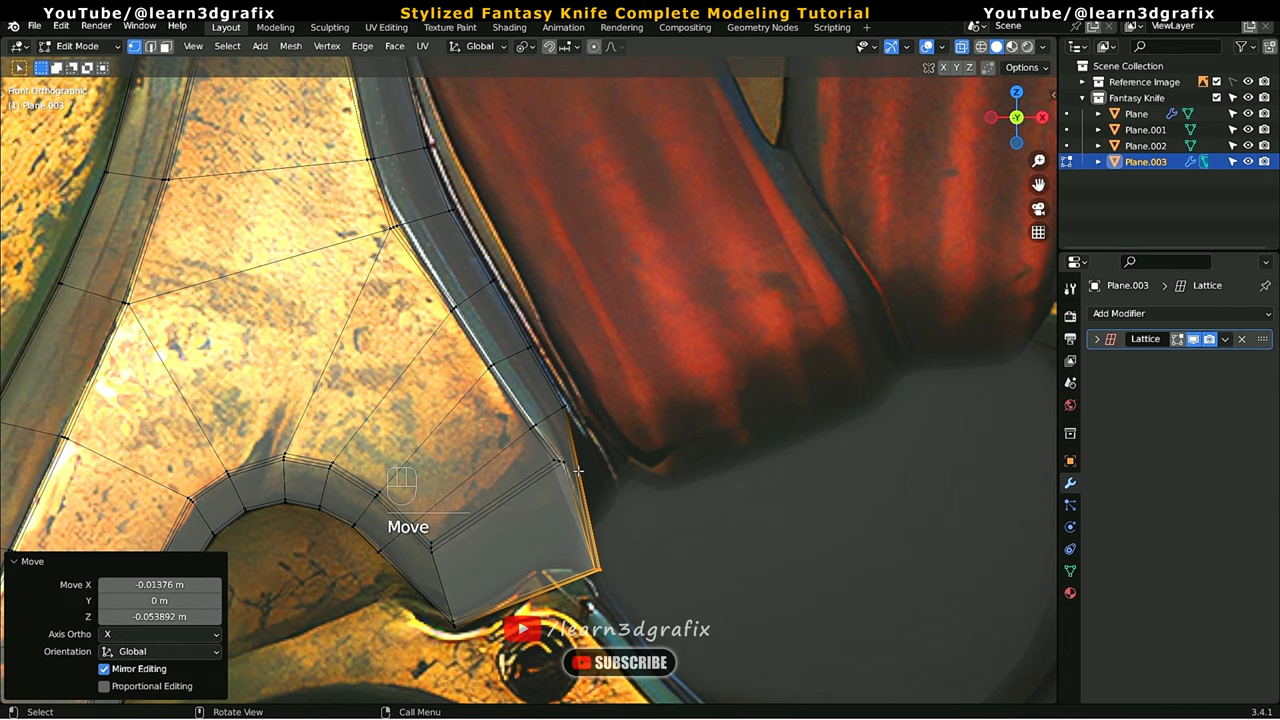 YouTube/@learn3dgrafix Stylized Fantasy Knife Complete Modeling Tutorial YouTube/@learn3dgrafix
File Edit Render Window Help Layout Modeling Sculpting UV Editing Texture Paint Shading Animation Rendering Compositing Geometry Nodes Scripting + Scene ViewLayer
Edit Mode View Select Add Mesh Vertex Edge Face UV Global
X Y Z Options
Front Orthographic
(1) Plane.003
Z
-Y X
Scene Collection
Reference Image
Fantasy Knife
Plane
Plane.001
Plane.002
Plane.003
Plane.003 > Lattice
Add Modifier
Lattice
Move
Move
Move X -0.01376 m
Y 0 m
Z -0.053892 m
Axis Ortho X
Orientation Global
Mirror Editing
Proportional Editing
/learn3dgrafix
SUBSCRIBE
Select Rotate View Call Menu 3.4.1